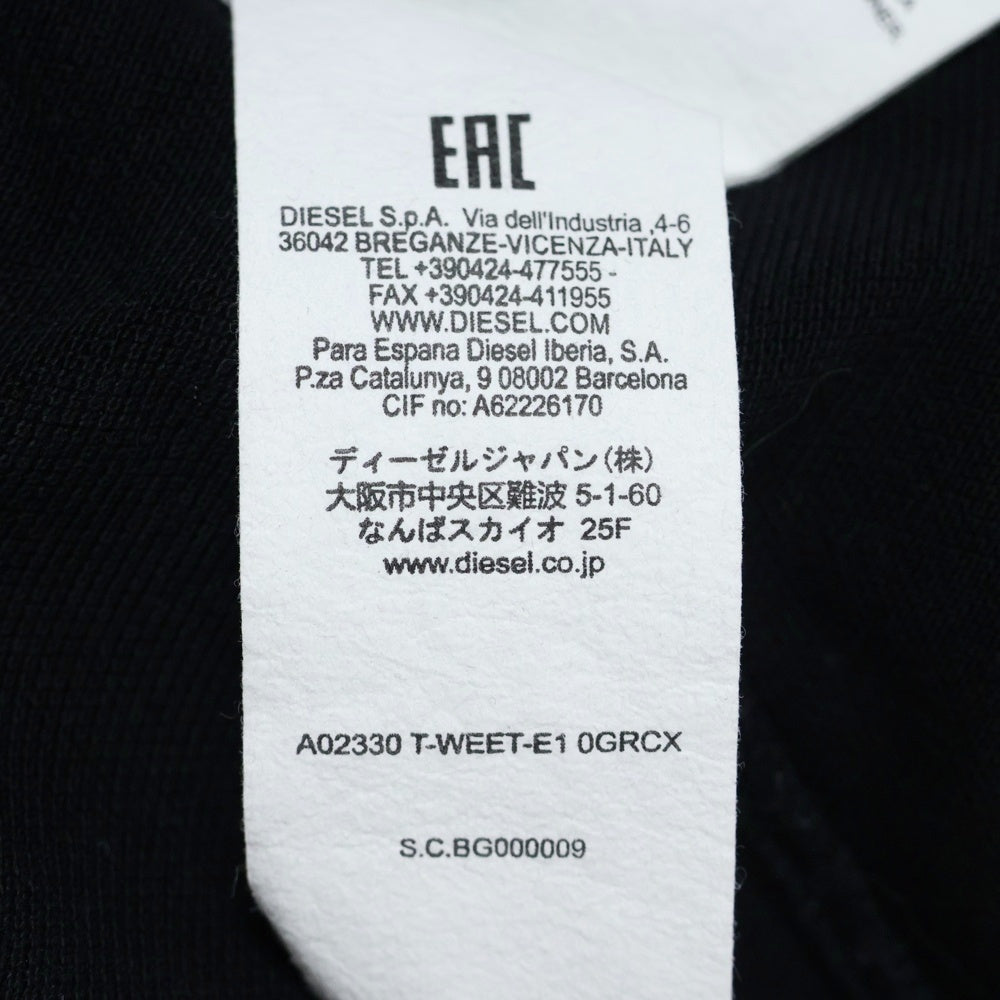 EAC
DIESEL S.p.A. Via dell'Industria ,4-6
36042 BREGANZE-VICENZA-ITALY
TEL +390424-477555 -
FAX +390424-411955
WWW.DIESEL.COM
Para Espana Diesel Iberia, S.A.
P.za Catalunya, 9 08002 Barcelona
CIF no: A62226170
ディーゼルジャパン(株)
大阪市中央区難波 5-1-60
なんばスカイオ 25F
www.diesel.co.jp
A02330 T-WEET-E1 0GRCX
S.C.BG000009